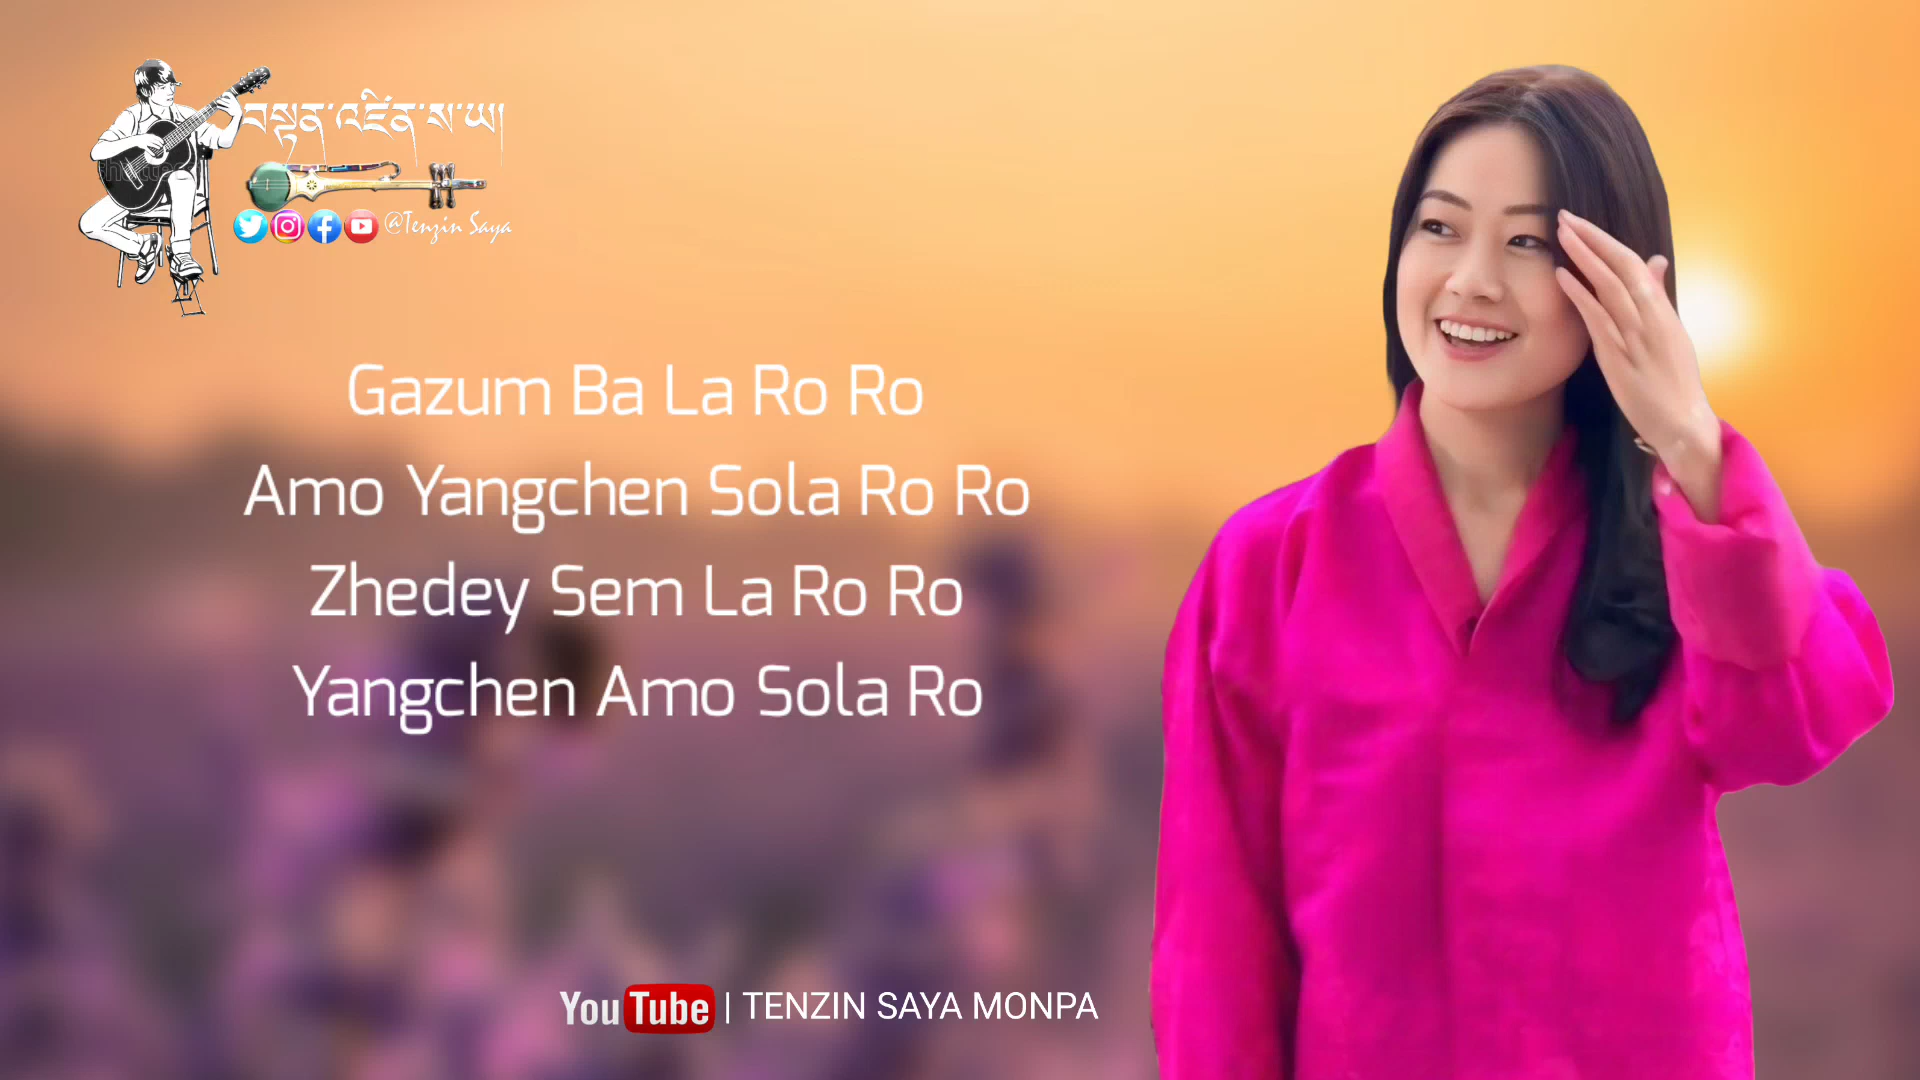 བསྟན་འཛིན་ས་ཡ།
@Tenzin Saya
Gazum Ba La Ro Ro
Amo Yangchen Sola Ro Ro
Zhedey Sem La Ro Ro
Yangchen Amo Sola Ro
YouTube | TENZIN SAYA MONPA